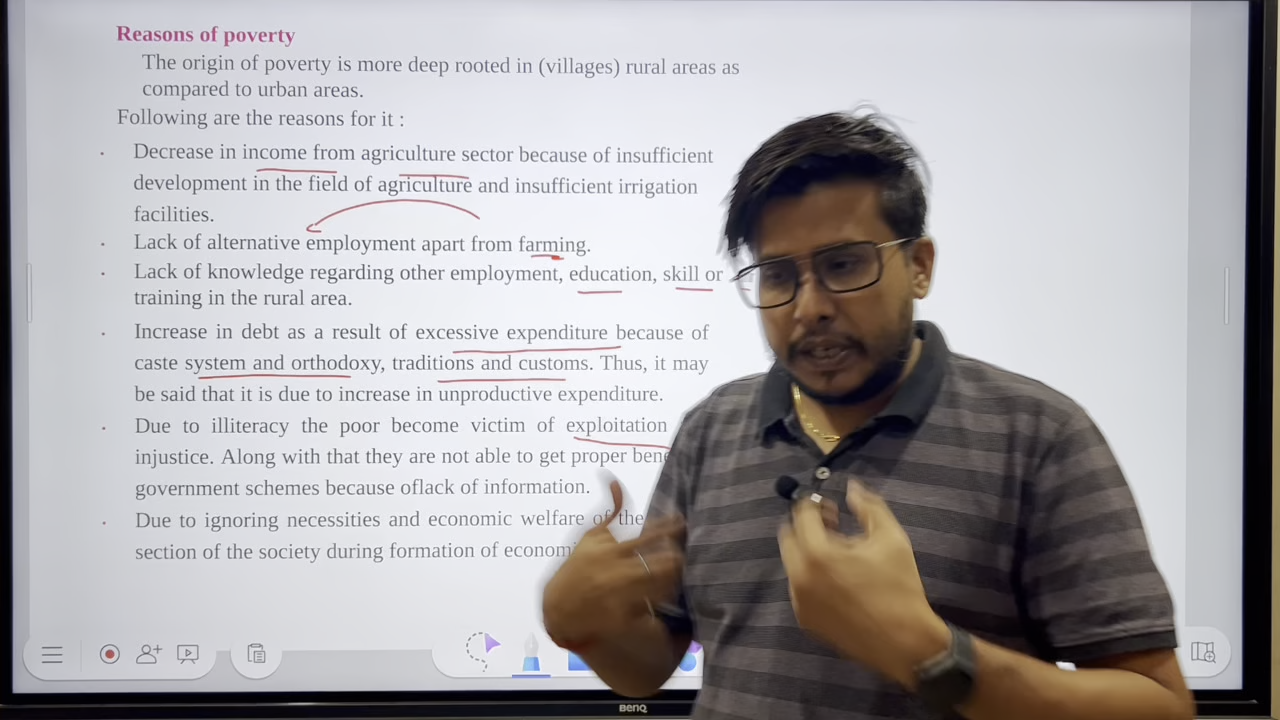 Reasons of poverty
The origin of poverty is more deep rooted in (villages) rural areas as
compared to urban areas.
Following are the reasons for it :
Decrease in income from agriculture sector because of insufficient
development in the field of agriculture and insufficient irrigation
facilities.
Lack of alternative employment apart from farming.
Lack of knowledge regarding other employment, education, skill or
training in the rural area.
Increase in debt as a result of excessive expenditure because of
caste system and orthodoxy, traditions and customs. Thus, it may
be said that it is due to increase in unproductive expenditure.
Due to illiteracy the poor become victim of exploitation
injustice. Along with that they are not able to get proper
government schemes because oflack of information.
Due to ignoring necessities and economic welfare of the
section of the society during formation of
BenQ